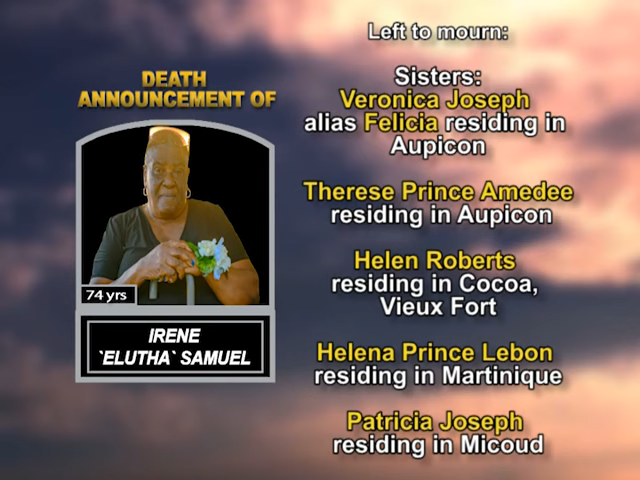 DEATH
ANNOUNCEMENT OF
74 yrs
IRENE
`ELUTHA` SAMUEL
Left to mourn:
Sisters:
Veronica Joseph
alias Felicia residing in
Aupicon
Therese Prince Amedee
residing in Aupicon
Helen Roberts
residing in Cocoa,
Vieux Fort
Helena Prince Lebon
residing in Martinique
Patricia Joseph
residing in Micoud